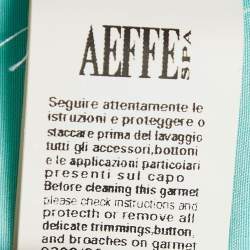 AEFFE SPA
Seguire attentamente le
istruzioni e proteggere o
staccare prima del lavaggio
tutti gli accessori,bottoni
e le applicazioni particolari
presenti sul capo
Before cleaning this garmet
please check instructions and
protecth or remove all
delicate trimmings,button,
and broaches on garmet